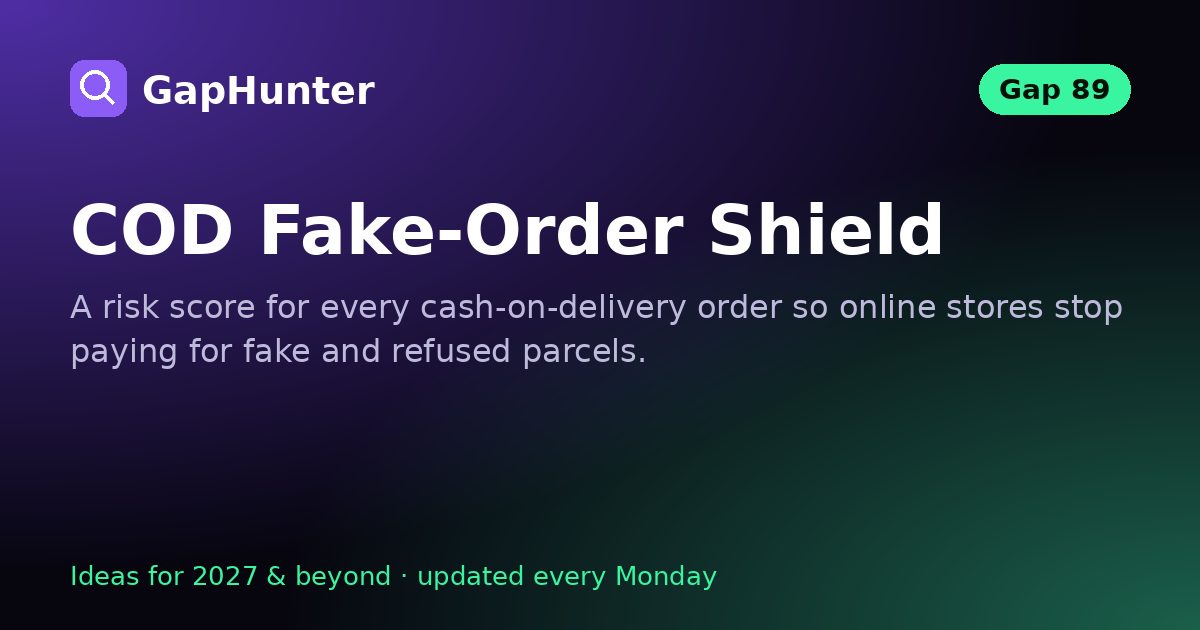 GapHunter
Gap 89
COD Fake-Order Shield
A risk score for every cash-on-delivery order so online stores stop
paying for fake and refused parcels.
Ideas for 2027 & beyond · updated every Monday